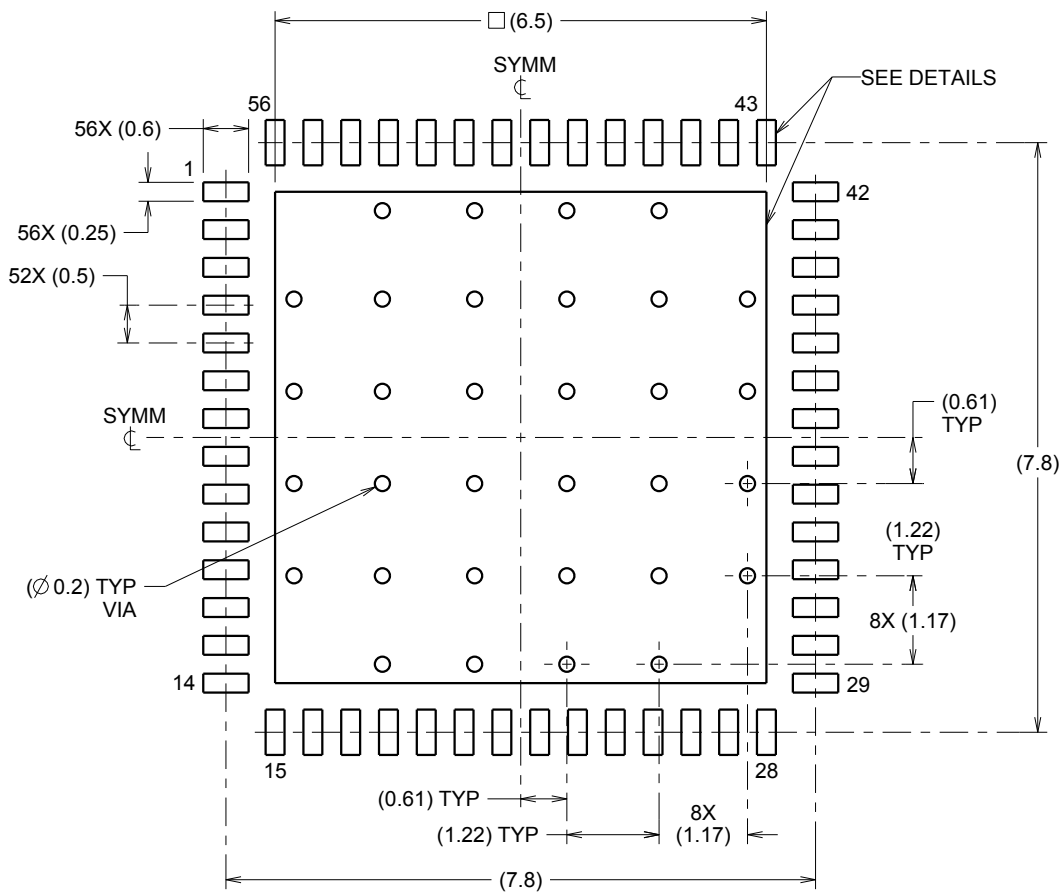 □ (6.5)
SYMM
℄
SEE DETAILS
56
43
56X (0.6)
1
42
56X (0.25)
52X (0.5)
SYMM
℄
(0.61)
TYP
(7.8)
(1.22)
TYP
(∅ 0.2) TYP
VIA
8X (1.17)
14
29
15
28
(0.61) TYP
8X
(1.17)
(1.22) TYP
(7.8)